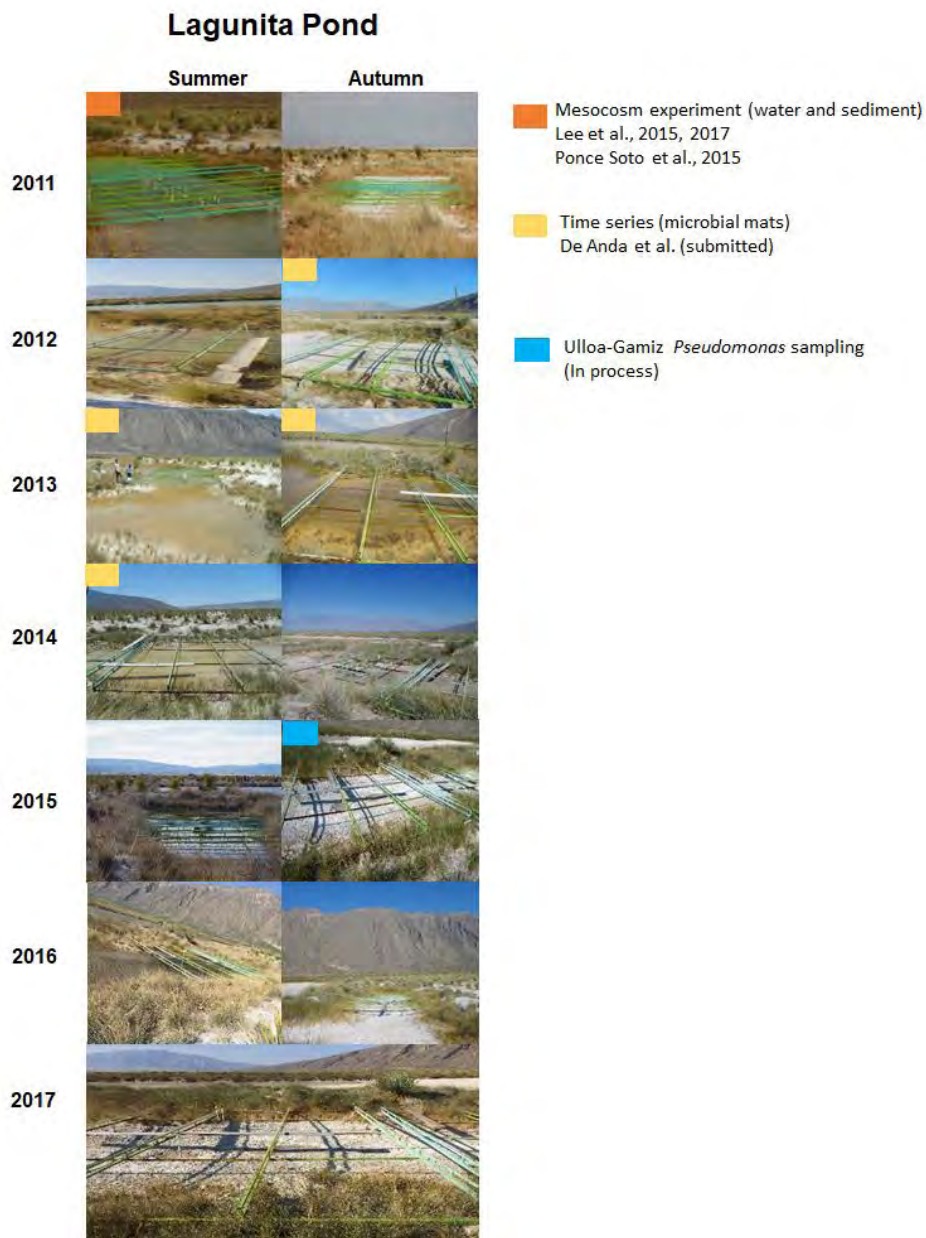 Lagunita Pond
Summer Autumn
2011
2012
2013
2014
2015
2016
2017
Mesocosm experiment (water and sediment)
Lee et al., 2015, 2017
Ponce Soto et al., 2015
Time series (microbial mats)
De Anda et al. (submitted)
Ulloa-Gamiz Pseudomonas sampling
(In process)